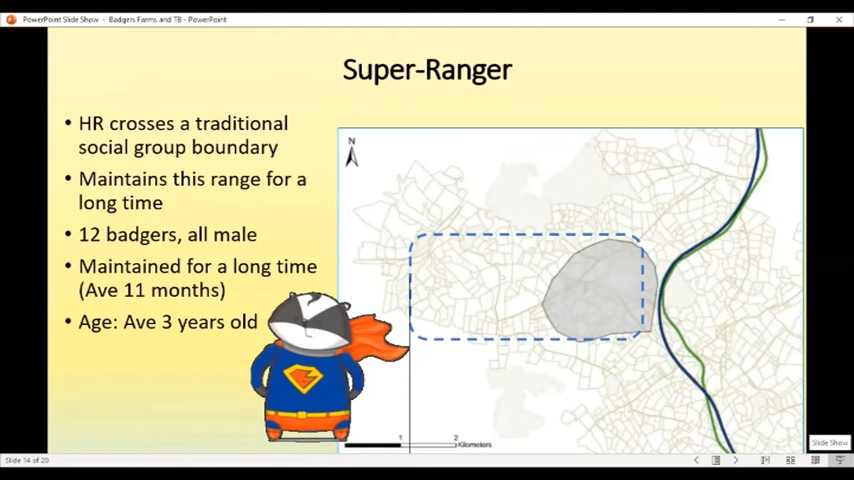 PowerPoint Slide Show - Badgers Farms and TB - PowerPoint
Super-Ranger
• HR crosses a traditional
social group boundary
• Maintains this range for a
long time
• 12 badgers, all male
• Maintained for a long time
(Ave 11 months)
• Age: Ave 3 years old
N
1 2
Kilometers
Slide Show
Slide 14 of 20